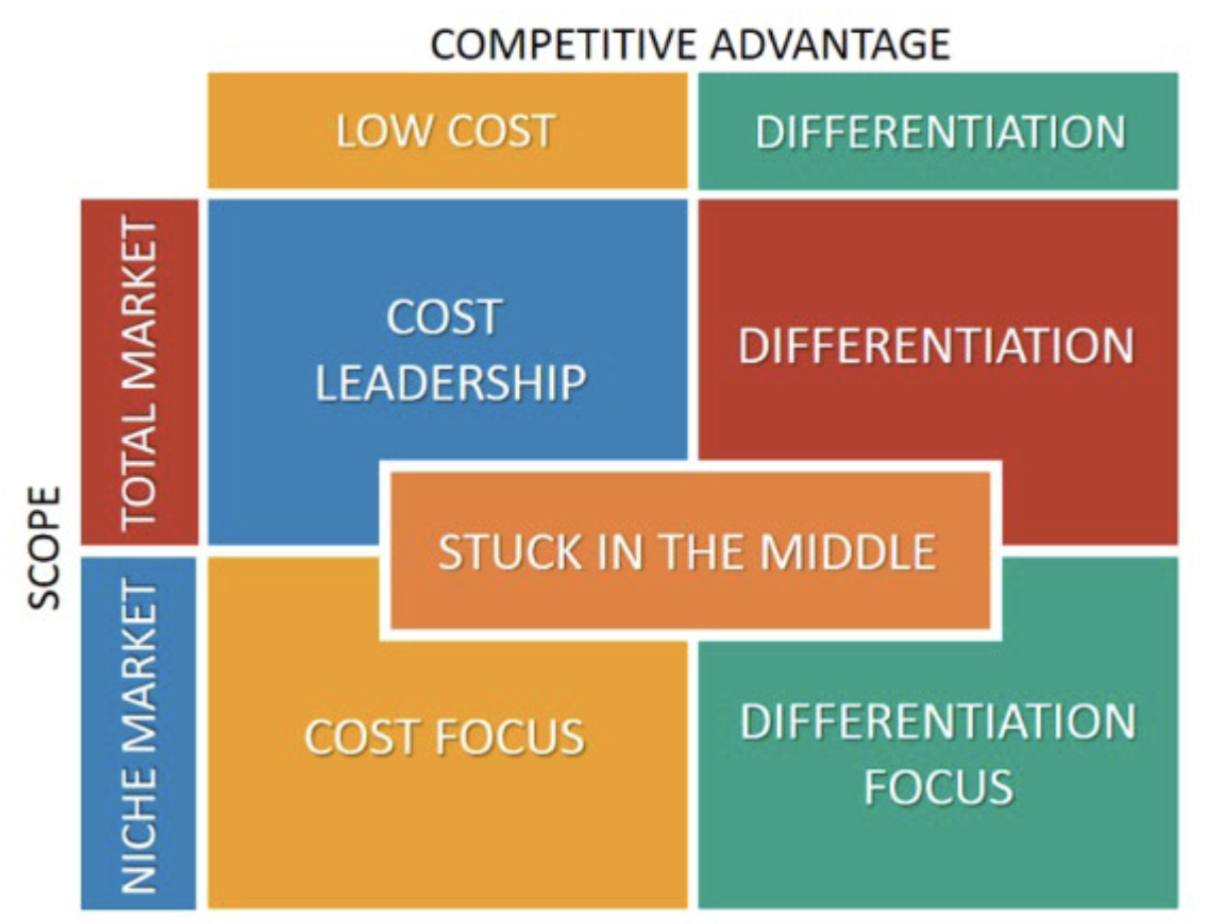 COMPETITIVE ADVANTAGE
LOW COST
DIFFERENTIATION
SCOPE
TOTAL MARKET
COST
LEADERSHIP
DIFFERENTIATION
STUCK IN THE MIDDLE
NICHE MARKET
COST FOCUS
DIFFERENTIATION
FOCUS